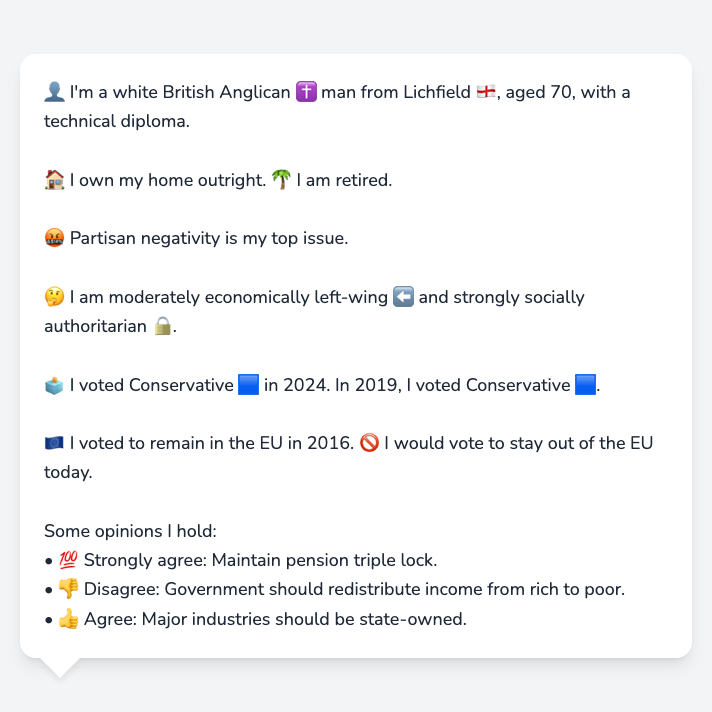 👤 I'm a white British Anglican ✝️ man from Lichfield 🏴󠁧󠁢󠁥󠁮󠁧󠁿, aged 70, with a
technical diploma.
🏠 I own my home outright. 🌴 I am retired.
🤬 Partisan negativity is my top issue.
🤔 I am moderately economically left-wing ⬅️ and strongly socially
authoritarian 🔒.
🗳️ I voted Conservative 🟦 in 2024. In 2019, I voted Conservative 🟦.
🇪🇺 I voted to remain in the EU in 2016. 🚫 I would vote to stay out of the EU
today.
Some opinions I hold:
• 💯 Strongly agree: Maintain pension triple lock.
• 👎 Disagree: Government should redistribute income from rich to poor.
• 👍 Agree: Major industries should be state-owned.